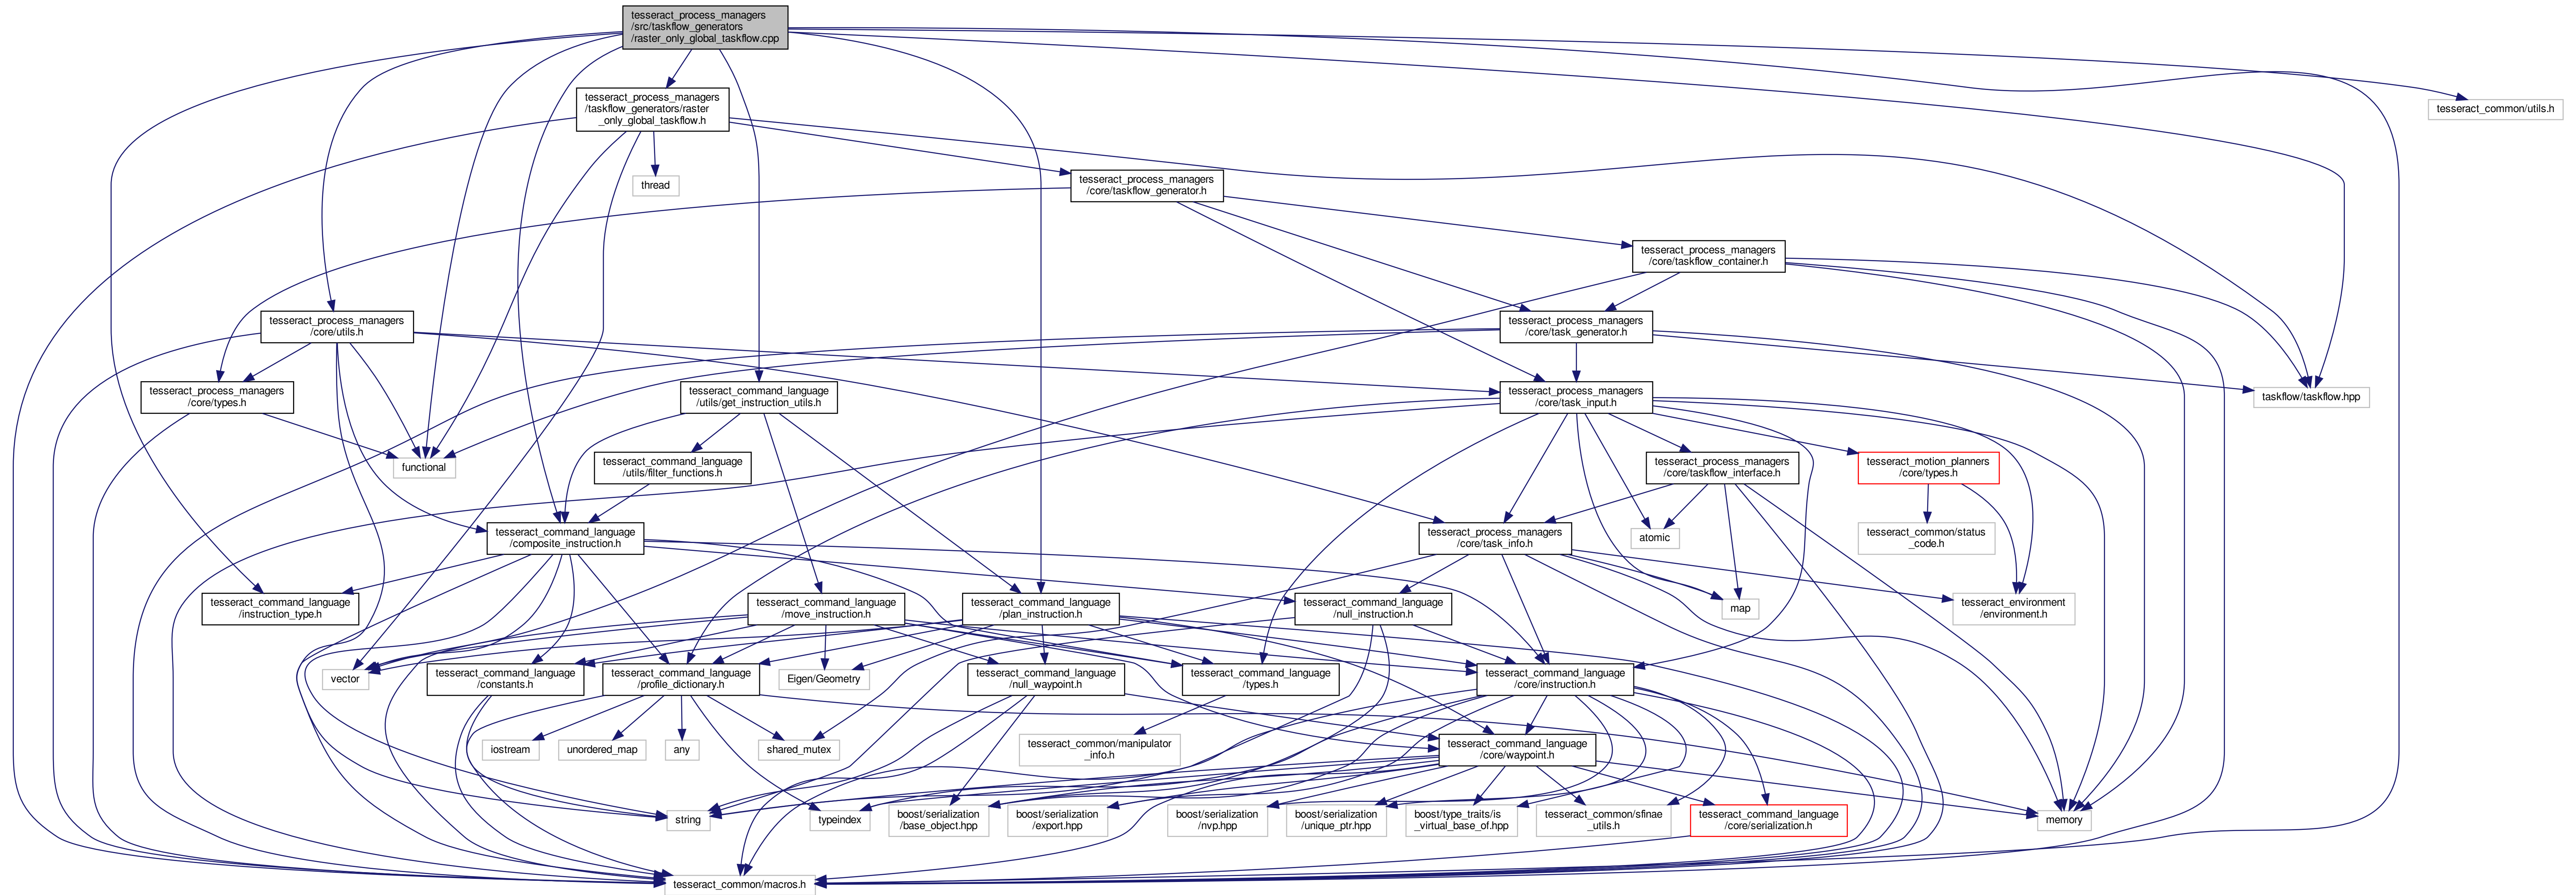 tesseract_process_managers
/src/taskflow_generators
/raster_only_global_taskflow.cpp
tesseract_process_managers
/taskflow_generators/raster
_only_global_taskflow.h
tesseract_common/utils.h
thread
tesseract_process_managers
/core/taskflow_generator.h
tesseract_process_managers
/core/taskflow_container.h
tesseract_process_managers
/core/utils.h
tesseract_process_managers
/core/task_generator.h
tesseract_process_managers
/core/types.h
tesseract_command_language
/utils/get_instruction_utils.h
tesseract_process_managers
/core/task_input.h
taskflow/taskflow.hpp
functional
tesseract_command_language
/utils/filter_functions.h
tesseract_process_managers
/core/taskflow_interface.h
tesseract_motion_planners
/core/types.h
tesseract_command_language
/composite_instruction.h
tesseract_process_managers
/core/task_info.h
atomic
tesseract_common/status
_code.h
tesseract_command_language
/instruction_type.h
tesseract_command_language
/move_instruction.h
tesseract_command_language
/plan_instruction.h
tesseract_command_language
/null_instruction.h
map
tesseract_environment
/environment.h
vector
tesseract_command_language
/constants.h
tesseract_command_language
/profile_dictionary.h
Eigen/Geometry
tesseract_command_language
/null_waypoint.h
tesseract_command_language
/types.h
tesseract_command_language
/core/instruction.h
iostream
unordered_map
any
shared_mutex
tesseract_common/manipulator
_info.h
tesseract_command_language
/core/waypoint.h
string
typeindex
boost/serialization
/base_object.hpp
boost/serialization
/export.hpp
boost/serialization
/nvp.hpp
boost/serialization
/unique_ptr.hpp
boost/type_traits/is
_virtual_base_of.hpp
tesseract_common/sfinae
_utils.h
tesseract_command_language
/core/serialization.h
memory
tesseract_common/macros.h